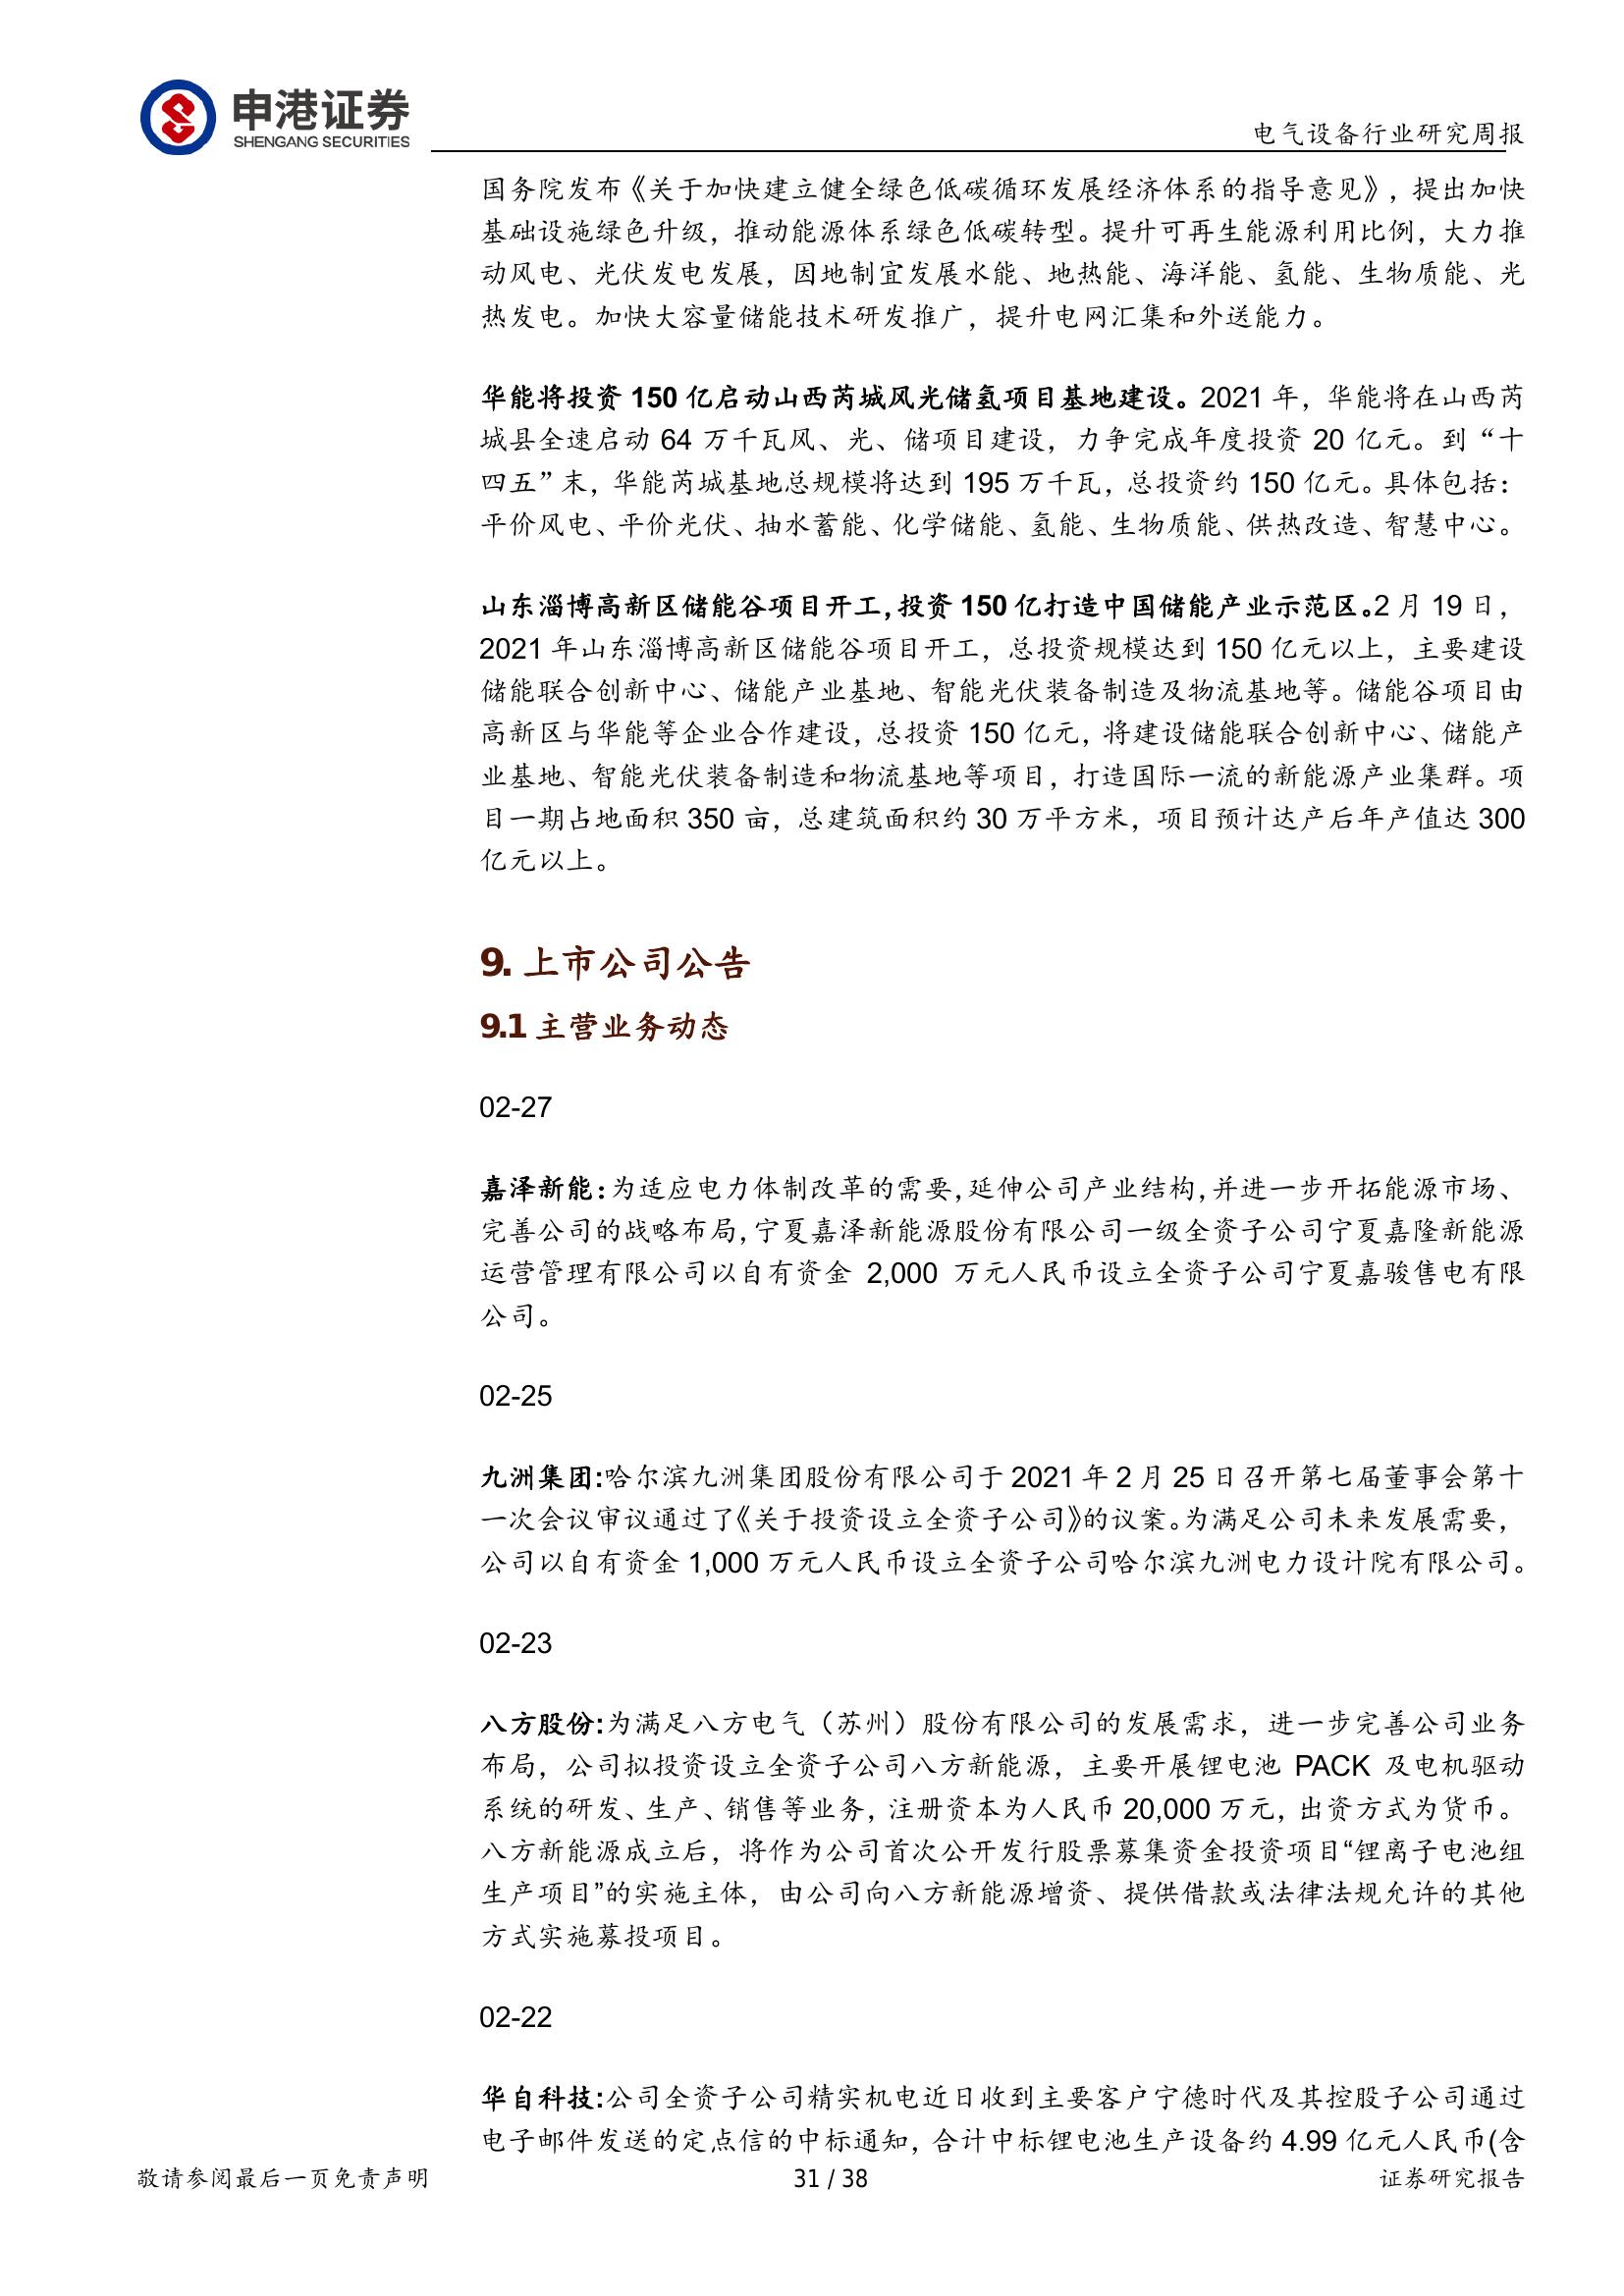 申港证券
SHENGANG SECURITIES
电气设备行业研究周报
国务院发布《关于加快建立健全绿色低碳循环发展经济体系的指导意见》，提出加快
基础设施绿色升级，推动能源体系绿色低碳转型。提升可再生能源利用比例，大力推
动风电、光伏发电发展，因地制宜发展水能、地热能、海洋能、氢能、生物质能、光
热发电。加快大容量储能技术研发推广，提升电网汇集和外送能力。
华能将投资 150 亿启动山西芮城风光储氢项目基地建设。2021 年，华能将在山西芮
城县全速启动 64 万千瓦风、光、储项目建设，力争完成年度投资 20 亿元。到“十
四五”末，华能芮城基地总规模将达到 195 万千瓦，总投资约 150 亿元。具体包括：
平价风电、平价光伏、抽水蓄能、化学储能、氢能、生物质能、供热改造、智慧中心。
山东淄博高新区储能谷项目开工，投资 150 亿打造中国储能产业示范区。2 月 19 日，
2021 年山东淄博高新区储能谷项目开工，总投资规模达到 150 亿元以上，主要建设
储能联合创新中心、储能产业基地、智能光伏装备制造及物流基地等。储能谷项目由
高新区与华能等企业合作建设，总投资 150 亿元，将建设储能联合创新中心、储能产
业基地、智能光伏装备制造和物流基地等项目，打造国际一流的新能源产业集群。项
目一期占地面积 350 亩，总建筑面积约 30 万平方米，项目预计达产后年产值达 300
亿元以上。
9. 上市公司公告
9.1 主营业务动态
02-27
嘉泽新能：为适应电力体制改革的需要，延伸公司产业结构，并进一步开拓能源市场、
完善公司的战略布局，宁夏嘉泽新能源股份有限公司一级全资子公司宁夏嘉隆新能源
运营管理有限公司以自有资金 2,000 万元人民币设立全资子公司宁夏嘉骏售电有限
公司。
02-25
九洲集团:哈尔滨九洲集团股份有限公司于 2021 年 2 月 25 日召开第七届董事会第十
一次会议审议通过了《关于投资设立全资子公司》的议案。为满足公司未来发展需要，
公司以自有资金 1,000 万元人民币设立全资子公司哈尔滨九洲电力设计院有限公司。
02-23
八方股份:为满足八方电气（苏州）股份有限公司的发展需求，进一步完善公司业务
布局，公司拟投资设立全资子公司八方新能源，主要开展锂电池 PACK 及电机驱动
系统的研发、生产、销售等业务，注册资本为人民币 20,000 万元，出资方式为货币。
八方新能源成立后，将作为公司首次公开发行股票募集资金投资项目“锂离子电池组
生产项目”的实施主体，由公司向八方新能源增资、提供借款或法律法规允许的其他
方式实施募投项目。
02-22
华自科技:公司全资子公司精实机电近日收到主要客户宁德时代及其控股子公司通过
电子邮件发送的定点信的中标通知，合计中标锂电池生产设备约 4.99 亿元人民币(含
敬请参阅最后一页免责声明
31 / 38
证券研究报告